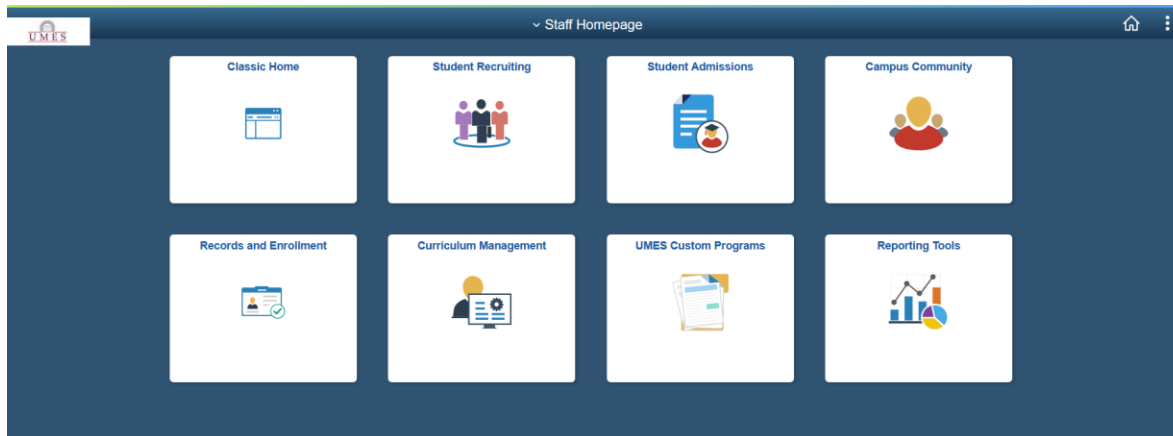 UMES
Staff Homepage
Classic Home
Student Recruiting
Student Admissions
Campus Community
Records and Enrollment
Curriculum Management
UMES Custom Programs
Reporting Tools